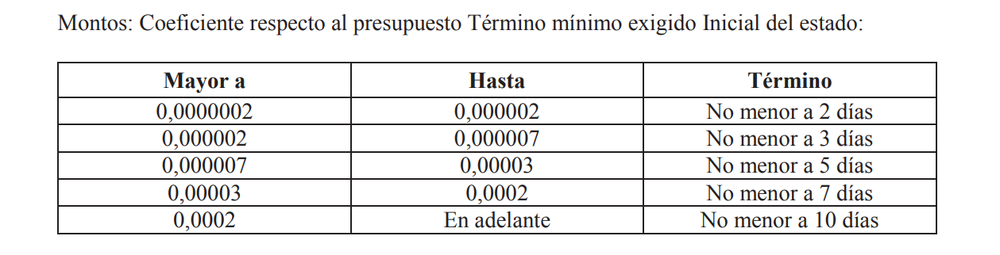 Montos: Coeficiente respecto al presupuesto Término mínimo exigido Inicial del estado:
Mayor a Hasta Término
0,0000002 0,000002 No menor a 2 días
0,000002 0,000007 No menor a 3 días
0,000007 0,00003 No menor a 5 días
0,00003 0,0002 No menor a 7 días
0,0002 En adelante No menor a 10 días